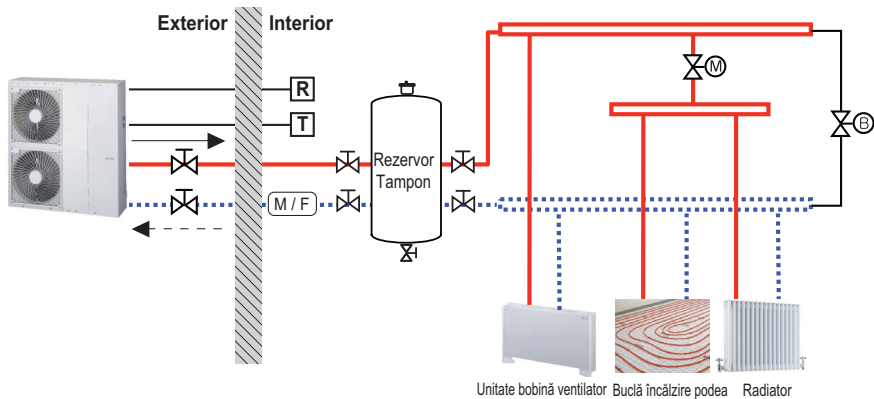 Exterior
Interior
R
T
M
B
Rezervor
Tampon
M / F
Unitate bobină ventilator
Buclă încălzire podea
Radiator